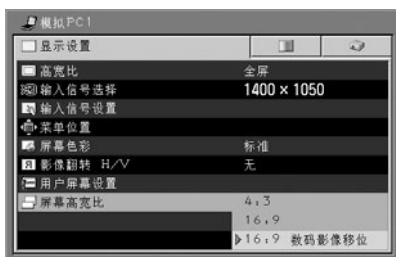 模拟PC1
显示设置
高宽比 全屏
输入信号选择 1400 × 1050
输入信号设置
菜单位置
屏幕色彩 标准
影像翻转 H/V 无
用户屏幕设置
屏幕高宽比 4:3
16:9
16:9 数码影像移位